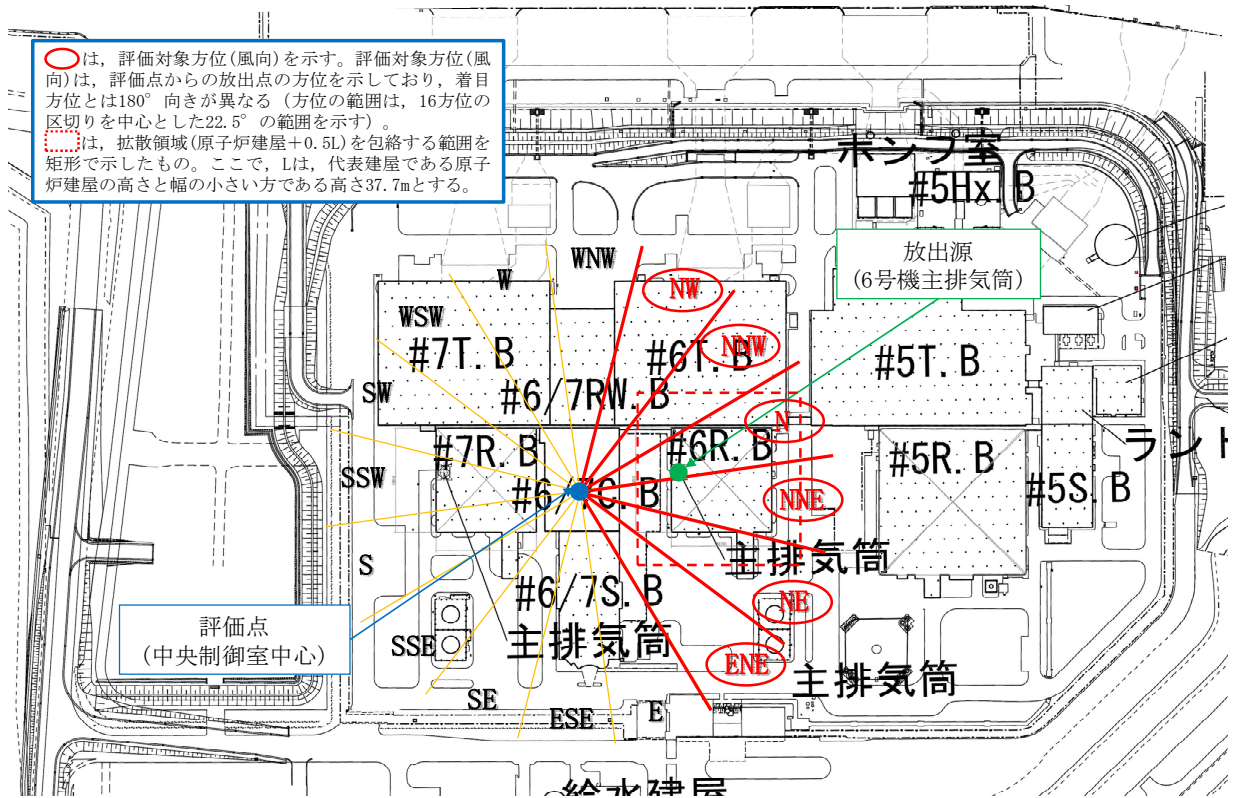 は，評価対象方位(風向)を示す。評価対象方位(風
向)は，評価点からの放出点の方位を示しており，着目
方位とは180°向きが異なる（方位の範囲は，16方位の
区切りを中心とした22.5°の範囲を示す）。
は，拡散領域(原子炉建屋+0.5L)を包絡する範囲を
矩形で示したもの。ここで，Lは，代表建屋である原子
炉建屋の高さと幅の小さい方である高さ37.7mとする。
ポンプ室
#5Hx.B
放出源
(6号機主排気筒)
WNW
W
NW
WSW
NNW
#7T.B
#6T.B
#5T.B
#6/7RW.B
SW
N
ラント
#7R.B
#6R.B
#5R.B
SSW
#6/7C.B
NNE
#5S.B
主排気筒
S
#6/7S.B
NE
評価点
(中央制御室中心)
SSE
主排気筒
ENE
主排気筒
SE
ESE
E
給水建屋